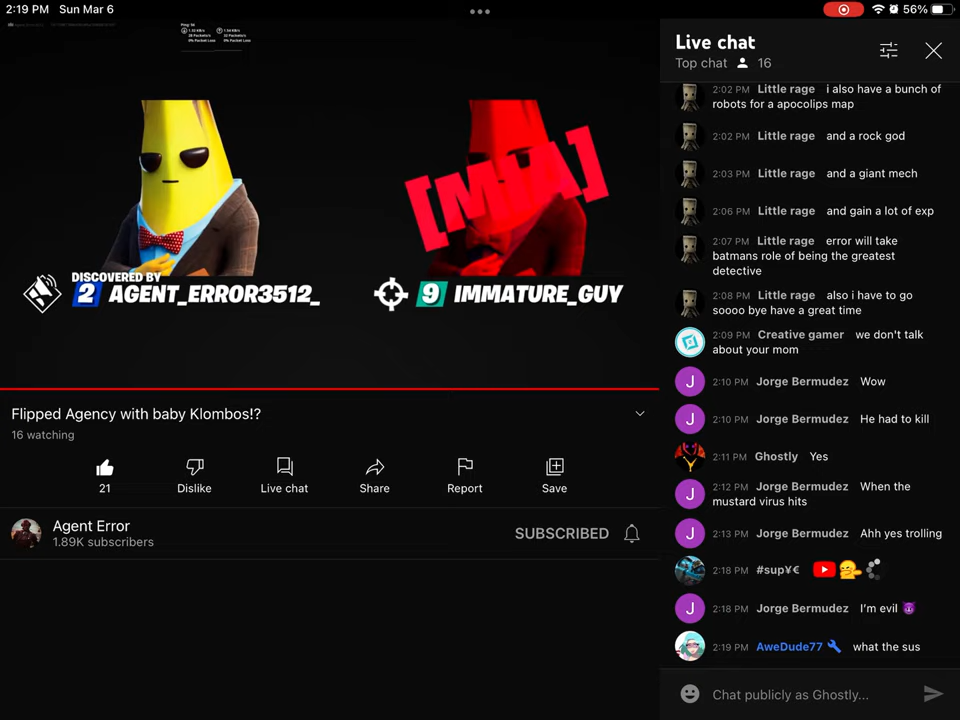 2:19 PM Sun Mar 6
56%
DISCOVERED BY
2 AGENT_ERROR3512_
[MIA]
9 IMMATURE_GUY
Flipped Agency with baby Klombos!?
16 watching
21
Dislike
Live chat
Share
Report
Save
Agent Error
1.89K subscribers
SUBSCRIBED
Live chat
Top chat 16
2:02 PM Little rage i also have a bunch of
robots for a apocolips map
2:02 PM Little rage and a rock god
2:03 PM Little rage and a giant mech
2:06 PM Little rage and gain a lot of exp
2:07 PM Little rage error will take
batmans role of being the greatest
detective
2:08 PM Little rage also i have to go
soooo bye have a great time
2:09 PM Creative gamer we don't talk
about your mom
J 2:10 PM Jorge Bermudez Wow
J 2:10 PM Jorge Bermudez He had to kill
2:11 PM Ghostly Yes
J 2:12 PM Jorge Bermudez When the
mustard virus hits
J 2:13 PM Jorge Bermudez Ahh yes trolling
2:18 PM #sup¥€
J 2:18 PM Jorge Bermudez I'm evil 😈
2:19 PM AweDude77 what the sus
Chat publicly as Ghostly...